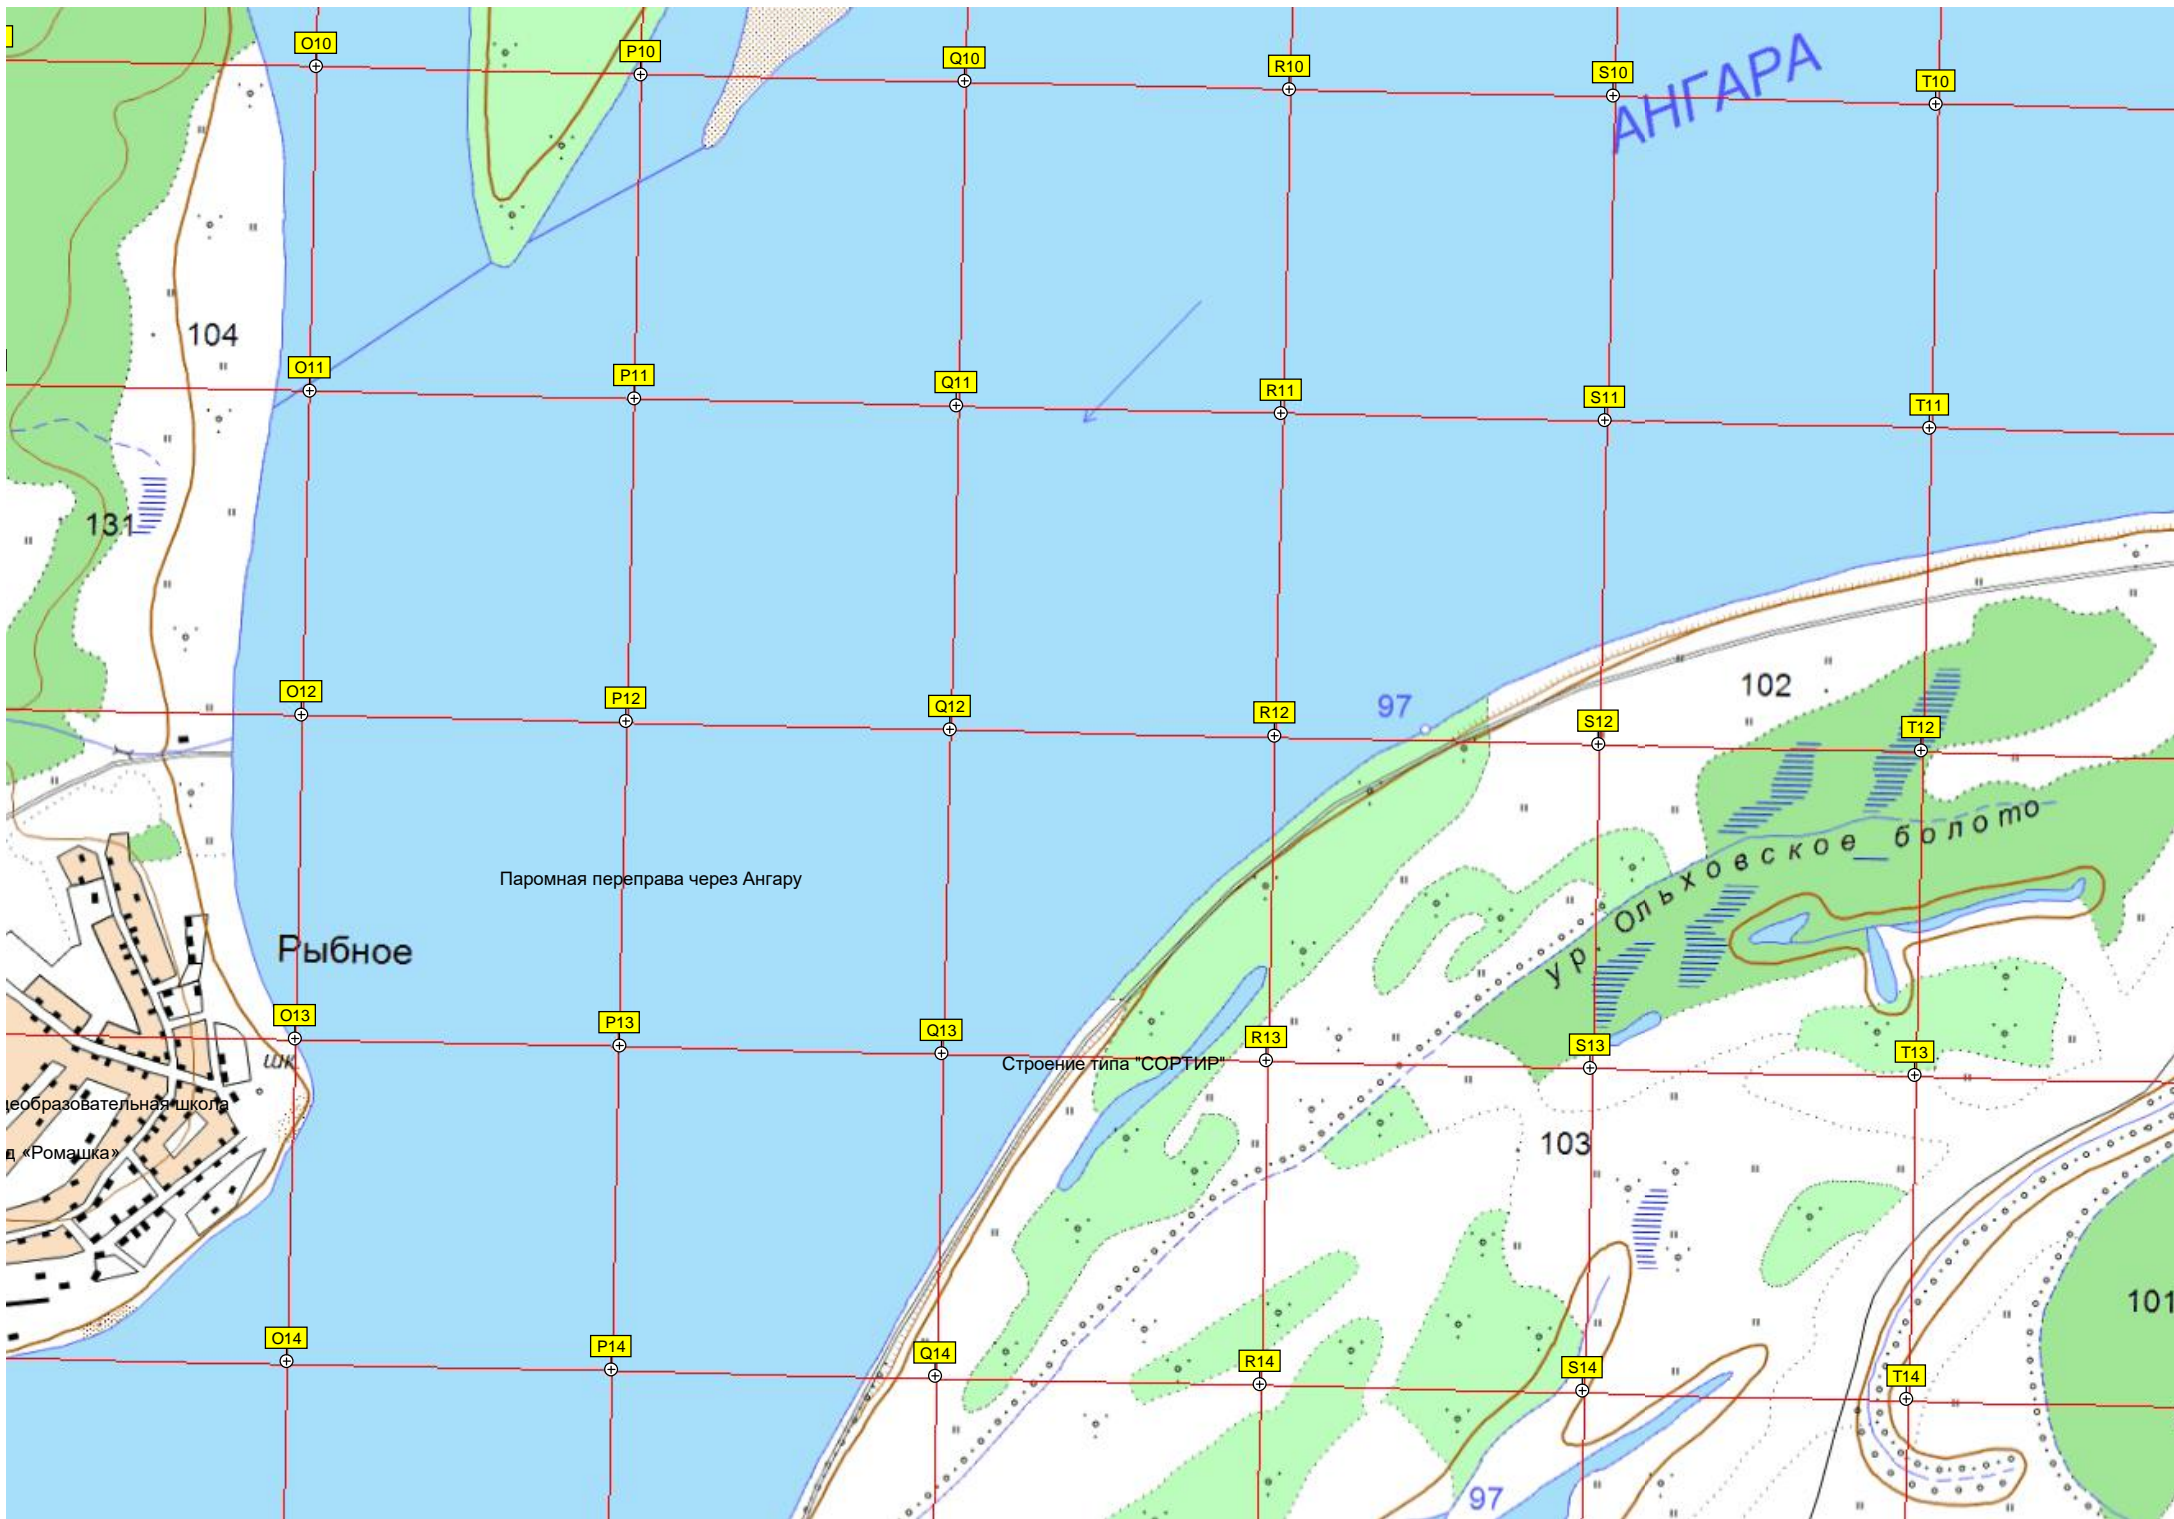 O10
P10
Q10
R10
S10
T10
АНГАРА
104
O11
P11
Q11
R11
S11
T11
131
O12
P12
Q12
R12
97
S12
102
T12
Паромная переправа через Ангару
ур. Ольховское болото
Рыбное
O13
P13
Q13
R13
S13
T13
шк.
Строение типа "СОРТИР"
деобразовательная школа
д «Ромашка»
103
101
O14
P14
Q14
R14
S14
T14
97